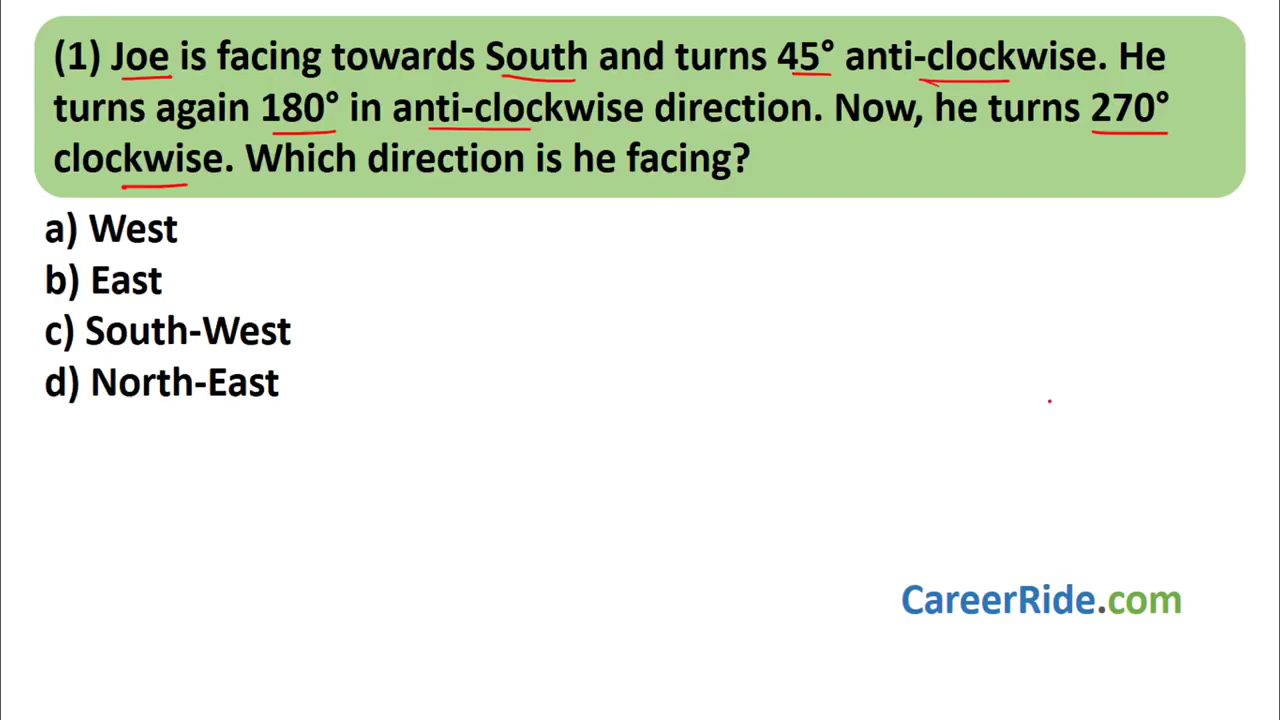 (1) Joe is facing towards South and turns 45° anti-clockwise. He
turns again 180° in anti-clockwise direction. Now, he turns 270°
clockwise. Which direction is he facing?
a) West
b) East
c) South-West
d) North-East
CareerRide.com